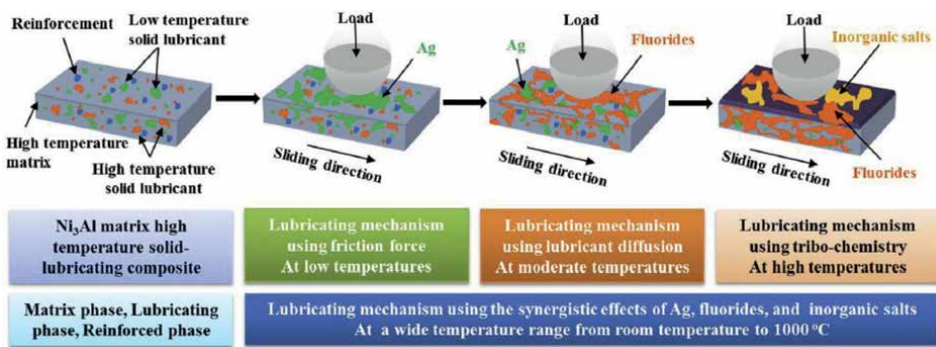 Reinforcement
Low temperature
solid lubricant
High temperature
matrix
High temperature
solid lubricant
Load
Ag
Sliding direction
Load
Ag
Fluorides
Sliding direction
Load
Inorganic salts
Sliding direction
Fluorides
Ni₃Al matrix high
temperature solid-
lubricating composite
Lubricating mechanism
using friction force
At low temperatures
Lubricating mechanism
using lubricant diffusion
At moderate temperatures
Lubricating mechanism
using tribo-chemistry
At high temperatures
Matrix phase, Lubricating
phase, Reinforced phase
Lubricating mechanism using the synergistic effects of Ag, fluorides, and inorganic salts
At a wide temperature range from room temperature to 1000 °C